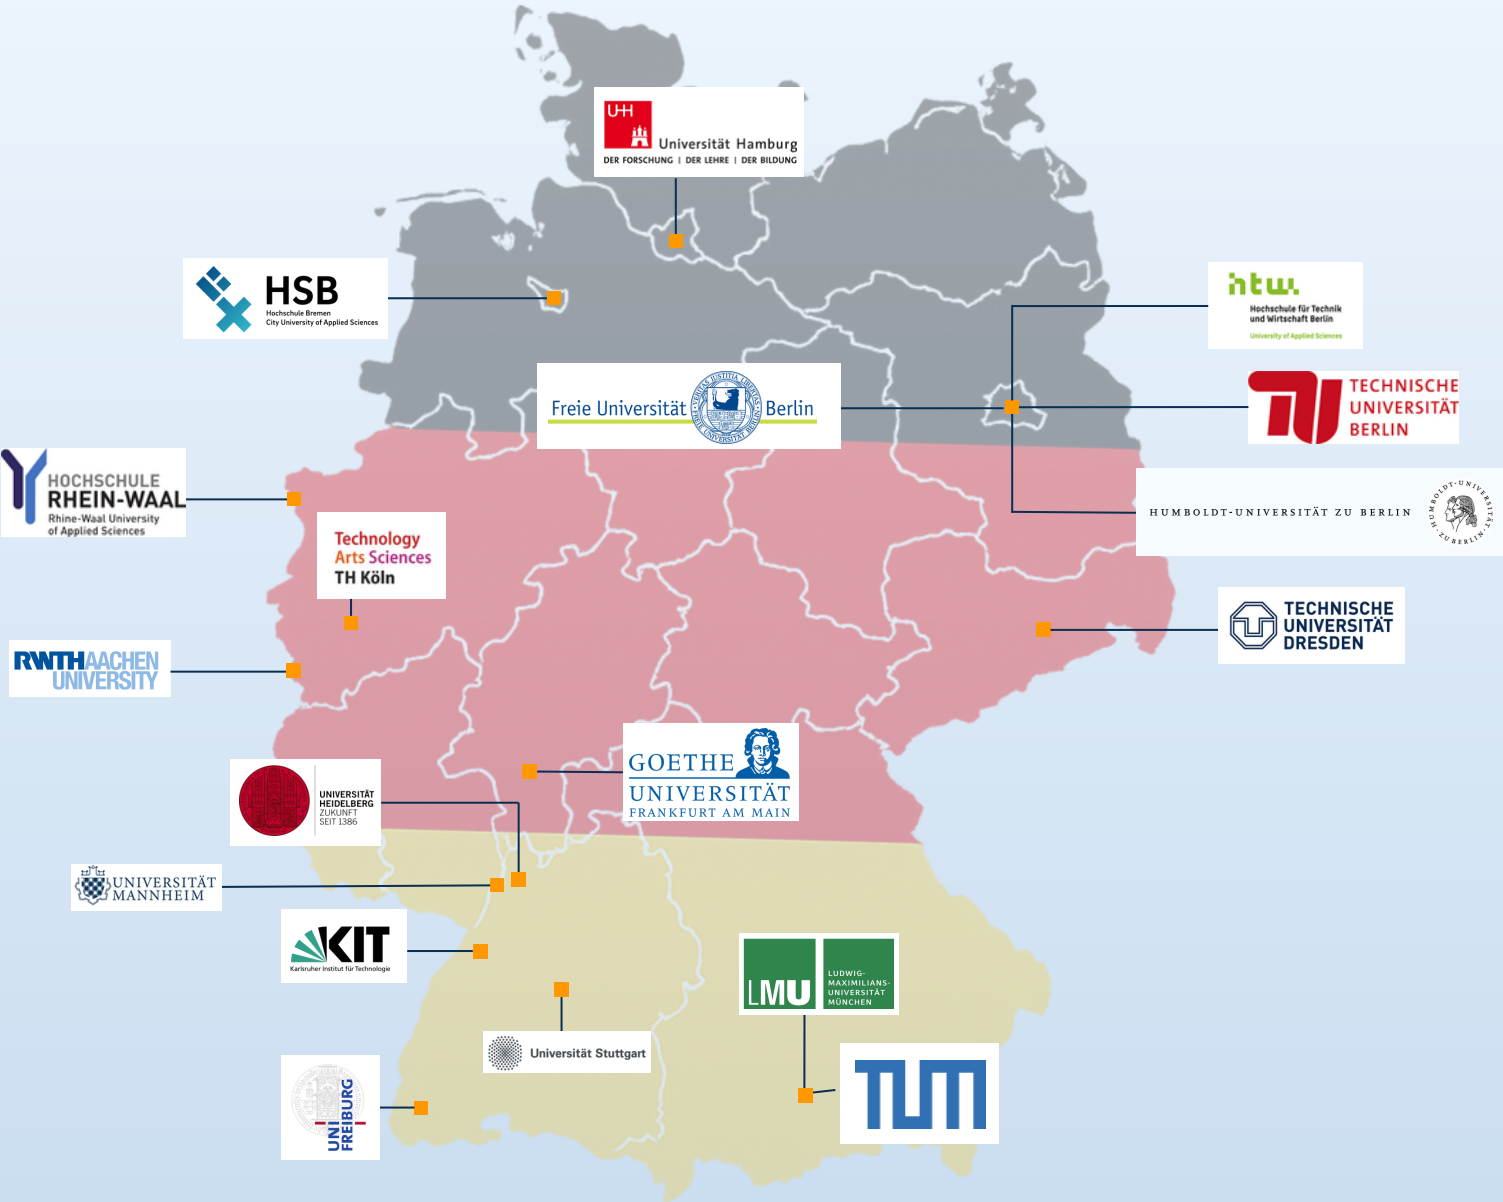 UHH
Universität Hamburg
DER FORSCHUNG | DER LEHRE | DER BILDUNG
HSB
Hochschule Bremen
City University of Applied Sciences
htw.
Hochschule für Technik
und Wirtschaft Berlin
University of Applied Sciences
Freie Universität Berlin
TECHNISCHE
UNIVERSITÄT
BERLIN
HOCHSCHULE
RHEIN-WAAL
Rhine-Waal University
of Applied Sciences
HUMBOLDT-UNIVERSITÄT ZU BERLIN
HUMBOLDT-UNIVERSITÄT
ZU BERLIN
Technology
Arts Sciences
TH Köln
TECHNISCHE
UNIVERSITÄT
DRESDEN
RWTHAACHEN
UNIVERSITY
GOETHE
UNIVERSITÄT
FRANKFURT AM MAIN
UNIVERSITÄT
HEIDELBERG
ZUKUNFT
SEIT 1386
UNIVERSITÄT
MANNHEIM
KIT
Karlsruher Institut für Technologie
LMU
LUDWIG-
MAXIMILIANS-
UNIVERSITÄT
MÜNCHEN
Universität Stuttgart
TUM
UNI
FREIBURG